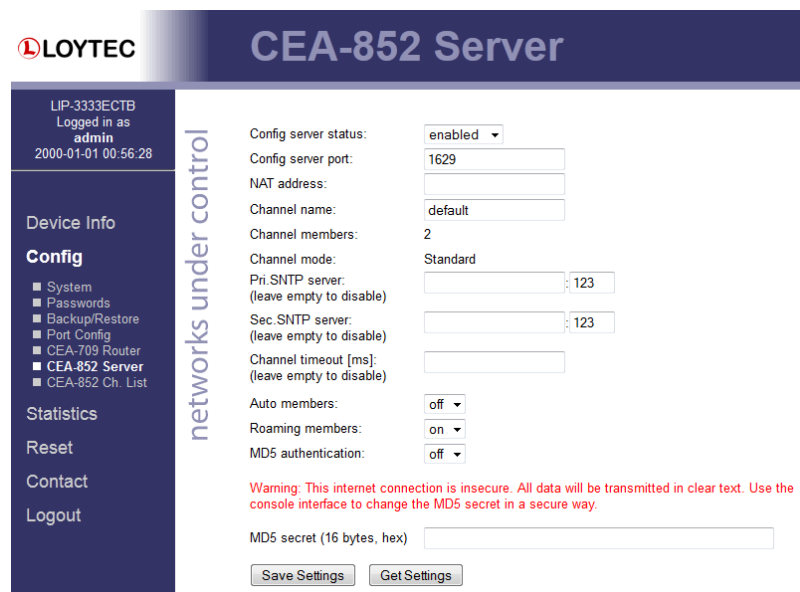 LOYTEC
CEA-852 Server
LIP-3333ECTB
Logged in as
admin
2000-01-01 00:56:28
Device Info
Config
System
Passwords
Backup/Restore
Port Config
CEA-709 Router
CEA-852 Server
CEA-852 Ch. List
Statistics
Reset
Contact
Logout
networks under control
Config server status: enabled
Config server port: 1629
NAT address:
Channel name: default
Channel members: 2
Channel mode: Standard
Pri.SNTP server: : 123
(leave empty to disable)
Sec.SNTP server: : 123
(leave empty to disable)
Channel timeout [ms]:
(leave empty to disable)
Auto members: off
Roaming members: on
MD5 authentication: off
Warning: This internet connection is insecure. All data will be transmitted in clear text. Use the
console interface to change the MD5 secret in a secure way.
MD5 secret (16 bytes, hex)
Save Settings Get Settings